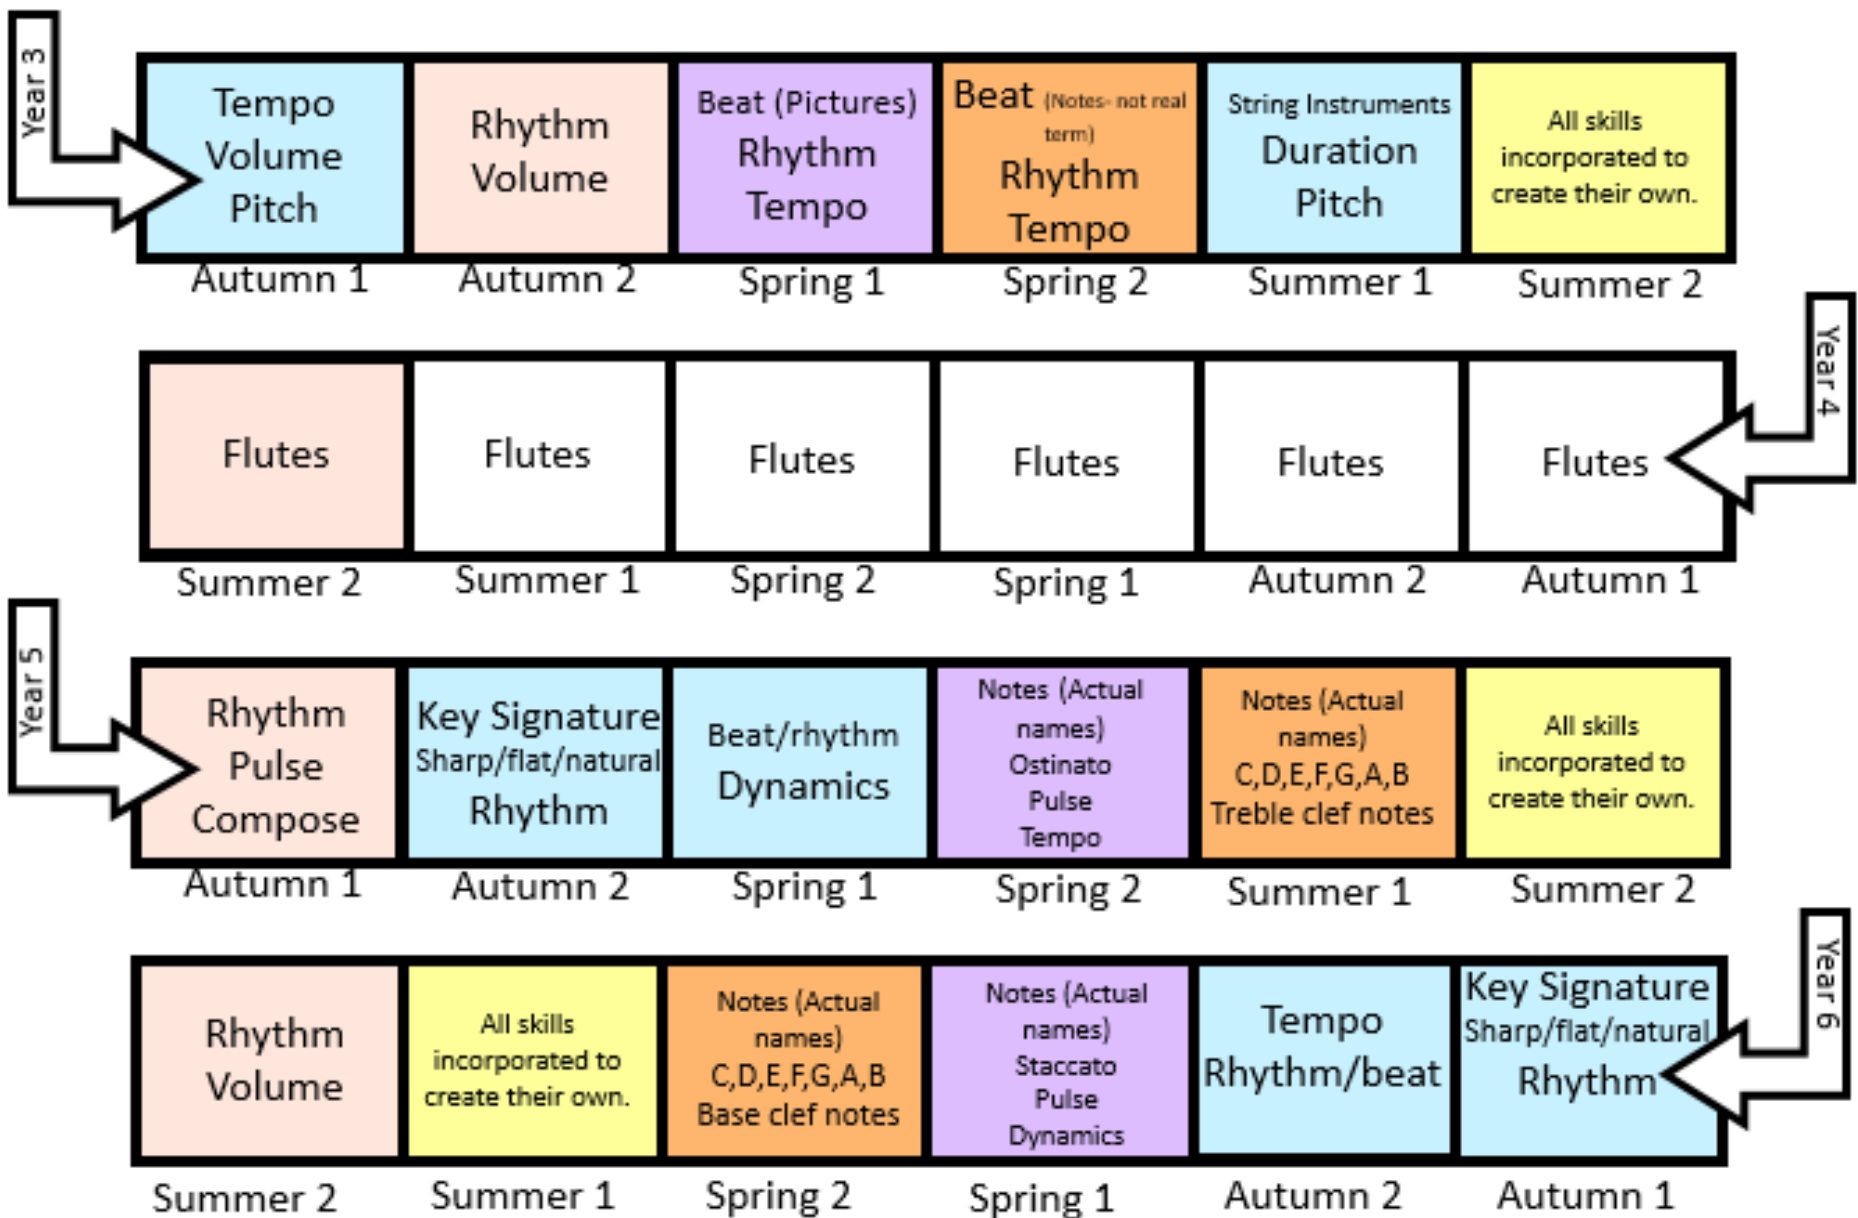 Year 3
Tempo
Volume
Pitch
Rhythm
Volume
Beat (Pictures)
Rhythm
Tempo
Beat (Notes- not real
term)
Rhythm
Tempo
String Instruments
Duration
Pitch
All skills
incorporated to
create their own.
Autumn 1
Autumn 2
Spring 1
Spring 2
Summer 1
Summer 2
Year 4
Flutes
Flutes
Flutes
Flutes
Flutes
Flutes
Summer 2
Summer 1
Spring 2
Spring 1
Autumn 2
Autumn 1
Year 5
Rhythm
Pulse
Compose
Key Signature
Sharp/flat/natural
Rhythm
Beat/rhythm
Dynamics
Notes (Actual
names)
Ostinato
Pulse
Tempo
Notes (Actual
names)
C,D,E,F,G,A,B
Treble clef notes
All skills
incorporated to
create their own.
Autumn 1
Autumn 2
Spring 1
Spring 2
Summer 1
Summer 2
Year 6
Rhythm
Volume
All skills
incorporated to
create their own.
Notes (Actual
names)
C,D,E,F,G,A,B
Base clef notes
Notes (Actual
names)
Staccato
Pulse
Dynamics
Tempo
Rhythm/beat
Key Signature
Sharp/flat/natural
Rhythm
Summer 2
Summer 1
Spring 2
Spring 1
Autumn 2
Autumn 1